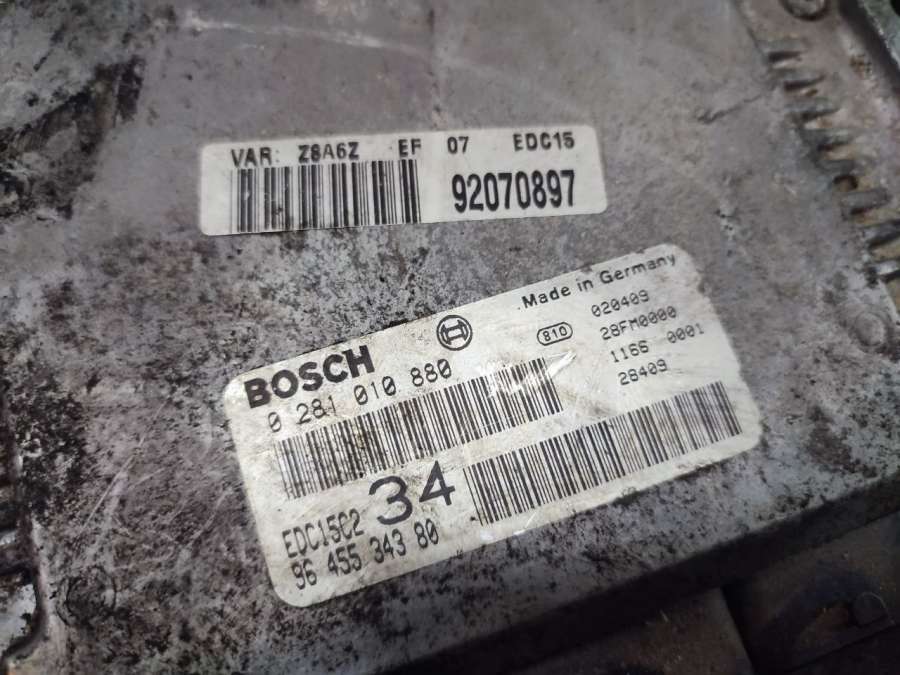 VAR: Z8A6Z EF 07 EDC15
92070897
Made in Germany
BOSCH
0 281 010 880
810
020409
28FM0000
1166 0001
28409
34
EDC15C2
96 455 343 80